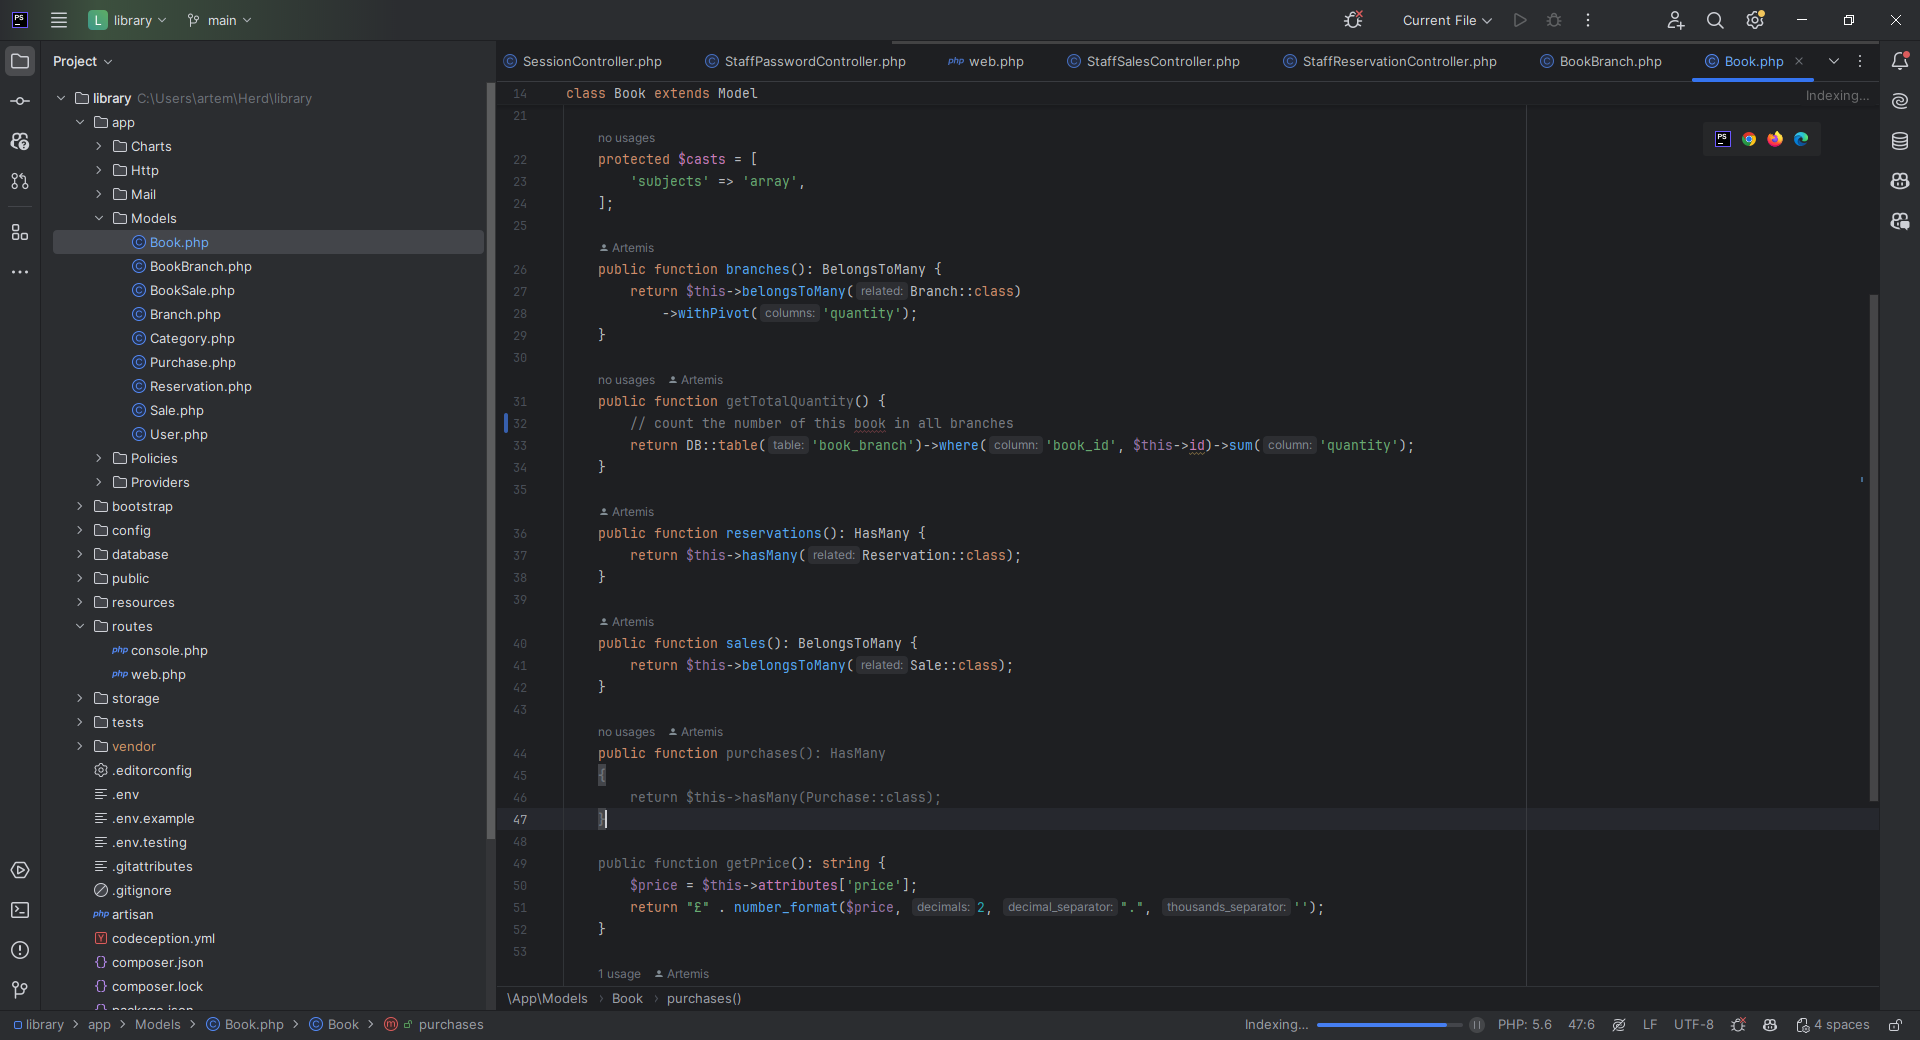 PS L library main Current File
Project
SessionController.php StaffPasswordController.php php web.php StaffSalesController.php StaffReservationController.php BookBranch.php Book.php
library C:\Users\artem\Herd\library
app
Charts
Http
Mail
Models
Book.php
BookBranch.php
BookSale.php
Branch.php
Category.php
Purchase.php
Reservation.php
Sale.php
User.php
Policies
Providers
bootstrap
config
database
public
resources
routes
php console.php
php web.php
storage
tests
vendor
.editorconfig
.env
.env.example
.env.testing
.gitattributes
.gitignore
php artisan
codeception.yml
composer.json
composer.lock
package.json
14 class Book extends Model
Indexing...
21
no usages
22 protected $casts = [
23 'subjects' => 'array',
24 ];
25
Artemis
26 public function branches(): BelongsToMany {
27 return $this->belongsToMany( related: Branch::class)
28 ->withPivot( columns: 'quantity');
29 }
30
no usages Artemis
31 public function getTotalQuantity() {
32 // count the number of this book in all branches
33 return DB::table( table: 'book_branch')->where( column: 'book_id', $this->id)->sum( column: 'quantity');
34 }
35
Artemis
36 public function reservations(): HasMany {
37 return $this->hasMany( related: Reservation::class);
38 }
39
Artemis
40 public function sales(): BelongsToMany {
41 return $this->belongsToMany( related: Sale::class);
42 }
43
no usages Artemis
44 public function purchases(): HasMany
45 {
46 return $this->hasMany(Purchase::class);
47 }
48
49 public function getPrice(): string {
50 $price = $this->attributes['price'];
51 return "£" . number_format($price, decimals: 2, decimal_separator: ".", thousands_separator: '');
52 }
53
1 usage Artemis
\App\Models › Book › purchases()
library > app > Models > Book.php > Book > purchases
Indexing... PHP: 5.6 47:6 LF UTF-8 4 spaces